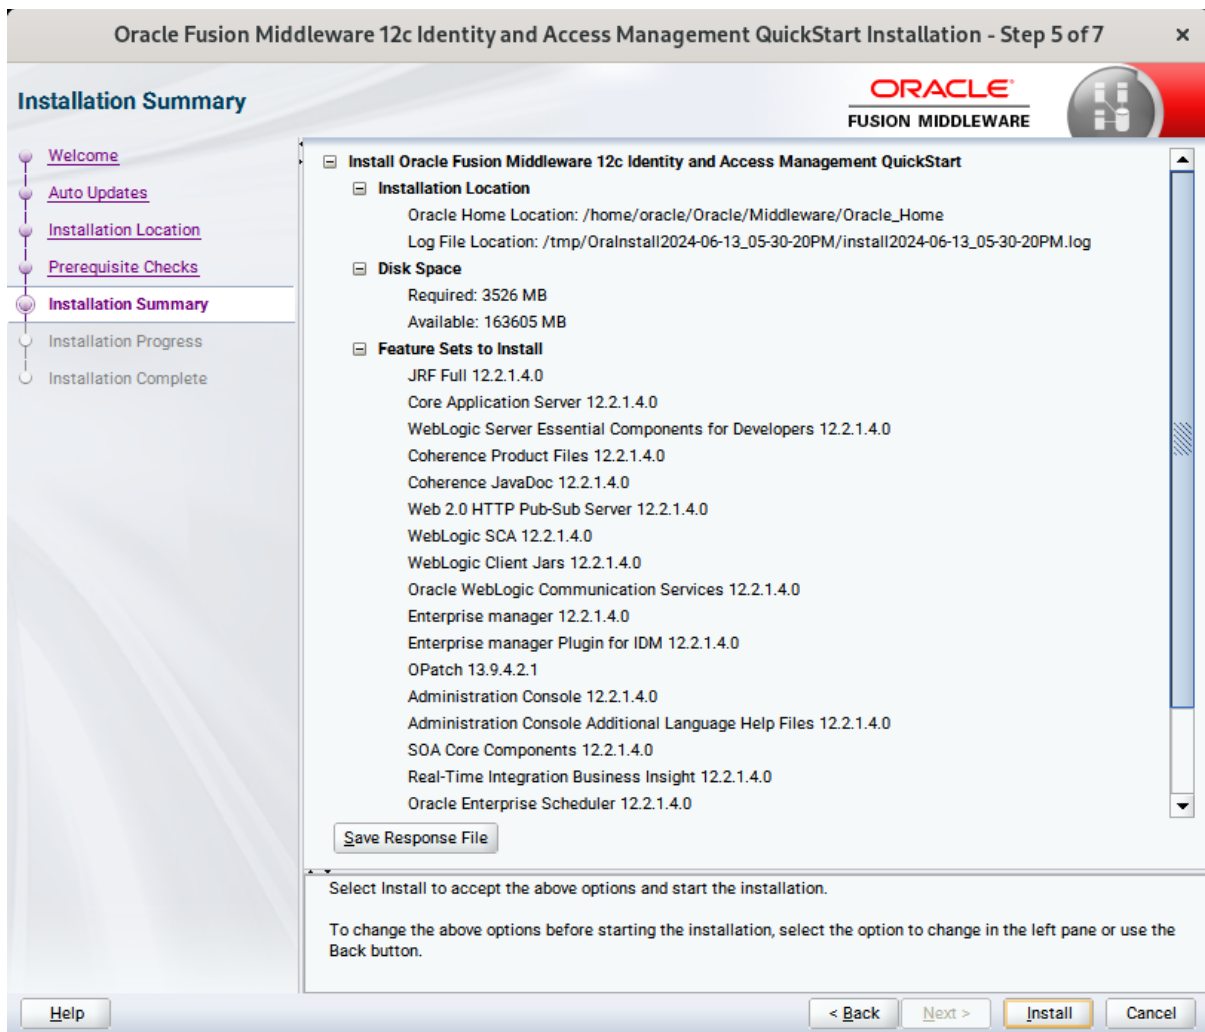 Oracle Fusion Middleware 12c Identity and Access Management QuickStart Installation - Step 5 of 7
Installation Summary
ORACLE
FUSION MIDDLEWARE
Welcome
Auto Updates
Installation Location
Prerequisite Checks
Installation Summary
Installation Progress
Installation Complete
Install Oracle Fusion Middleware 12c Identity and Access Management QuickStart
Installation Location
Oracle Home Location: /home/oracle/Oracle/Middleware/Oracle_Home
Log File Location: /tmp/OraInstall2024-06-13_05-30-20PM/install2024-06-13_05-30-20PM.log
Disk Space
Required: 3526 MB
Available: 163605 MB
Feature Sets to Install
JRF Full 12.2.1.4.0
Core Application Server 12.2.1.4.0
WebLogic Server Essential Components for Developers 12.2.1.4.0
Coherence Product Files 12.2.1.4.0
Coherence JavaDoc 12.2.1.4.0
Web 2.0 HTTP Pub-Sub Server 12.2.1.4.0
WebLogic SCA 12.2.1.4.0
WebLogic Client Jars 12.2.1.4.0
Oracle WebLogic Communication Services 12.2.1.4.0
Enterprise manager 12.2.1.4.0
Enterprise manager Plugin for IDM 12.2.1.4.0
OPatch 13.9.4.2.1
Administration Console 12.2.1.4.0
Administration Console Additional Language Help Files 12.2.1.4.0
SOA Core Components 12.2.1.4.0
Real-Time Integration Business Insight 12.2.1.4.0
Oracle Enterprise Scheduler 12.2.1.4.0
Save Response File
Select Install to accept the above options and start the installation.
To change the above options before starting the installation, select the option to change in the left pane or use the
Back button.
Help
< Back
Next >
Install
Cancel